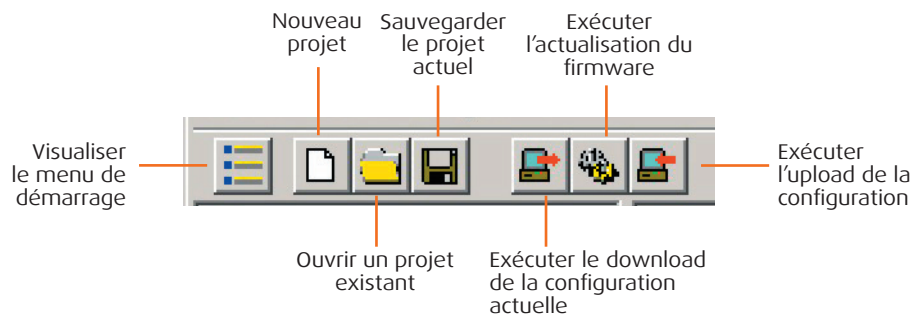 Nouveau
projet
Sauvegarder
le projet
actuel
Exécuter
l'actualisation du
firmware
Visualiser
le menu de
démarrage
Exécuter
l'upload de la
configuration
Ouvrir un projet
existant
Exécuter le download
de la configuration
actuelle